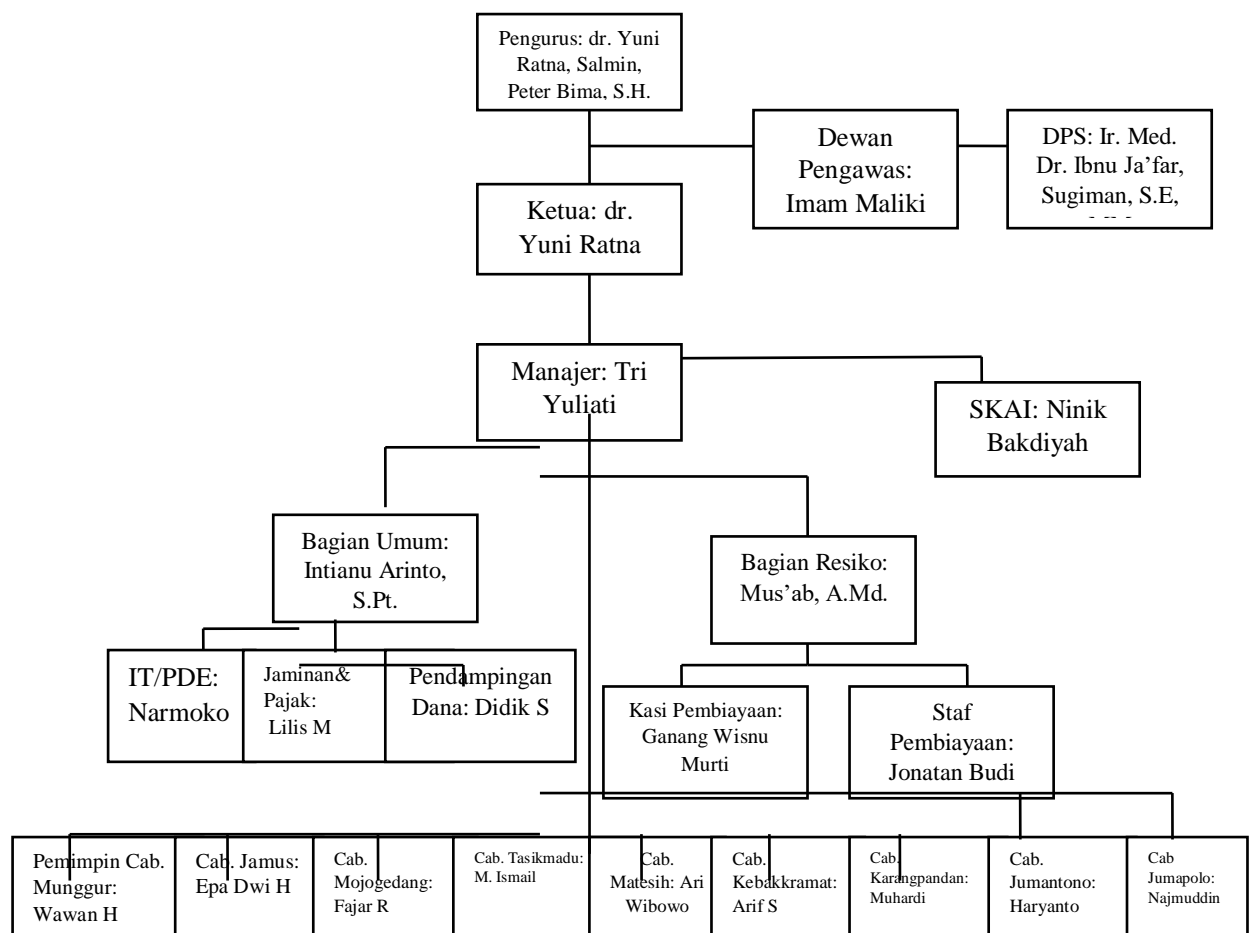 Pengurus: dr. Yuni
Ratna, Salmin,
Peter Bima, S.H.
Dewan
Pengawas:
Imam Maliki
DPS: Ir. Med.
Dr. Ibnu Ja’far,
Sugiman, S.E,
Ketua: dr.
Yuni Ratna
Manajer: Tri
Yuliati
SKAI: Ninik
Bakdiyah
Bagian Umum:
Intianu Arinto,
S.Pt.
Bagian Resiko:
Mus’ab, A.Md.
IT/PDE:
Narmoko
Jaminan&
Pajak:
Lilis M
Pendampingan
Dana: Didik S
Kasi Pembiayaan:
Ganang Wisnu
Murti
Staf
Pembiayaan:
Jonatan Budi
Pemimpin Cab.
Munggur:
Wawan H
Cab. Jamus:
Epa Dwi H
Cab.
Mojogedang:
Fajar R
Cab. Tasikmadu:
M. Ismail
Cab.
Matesih: Ari
Wibowo
Cab.
Kebakkramat:
Arif S
Cab.
Karangpandan:
Muhardi
Cab.
Jumantono:
Haryanto
Cab
Jumapolo:
Najmuddin